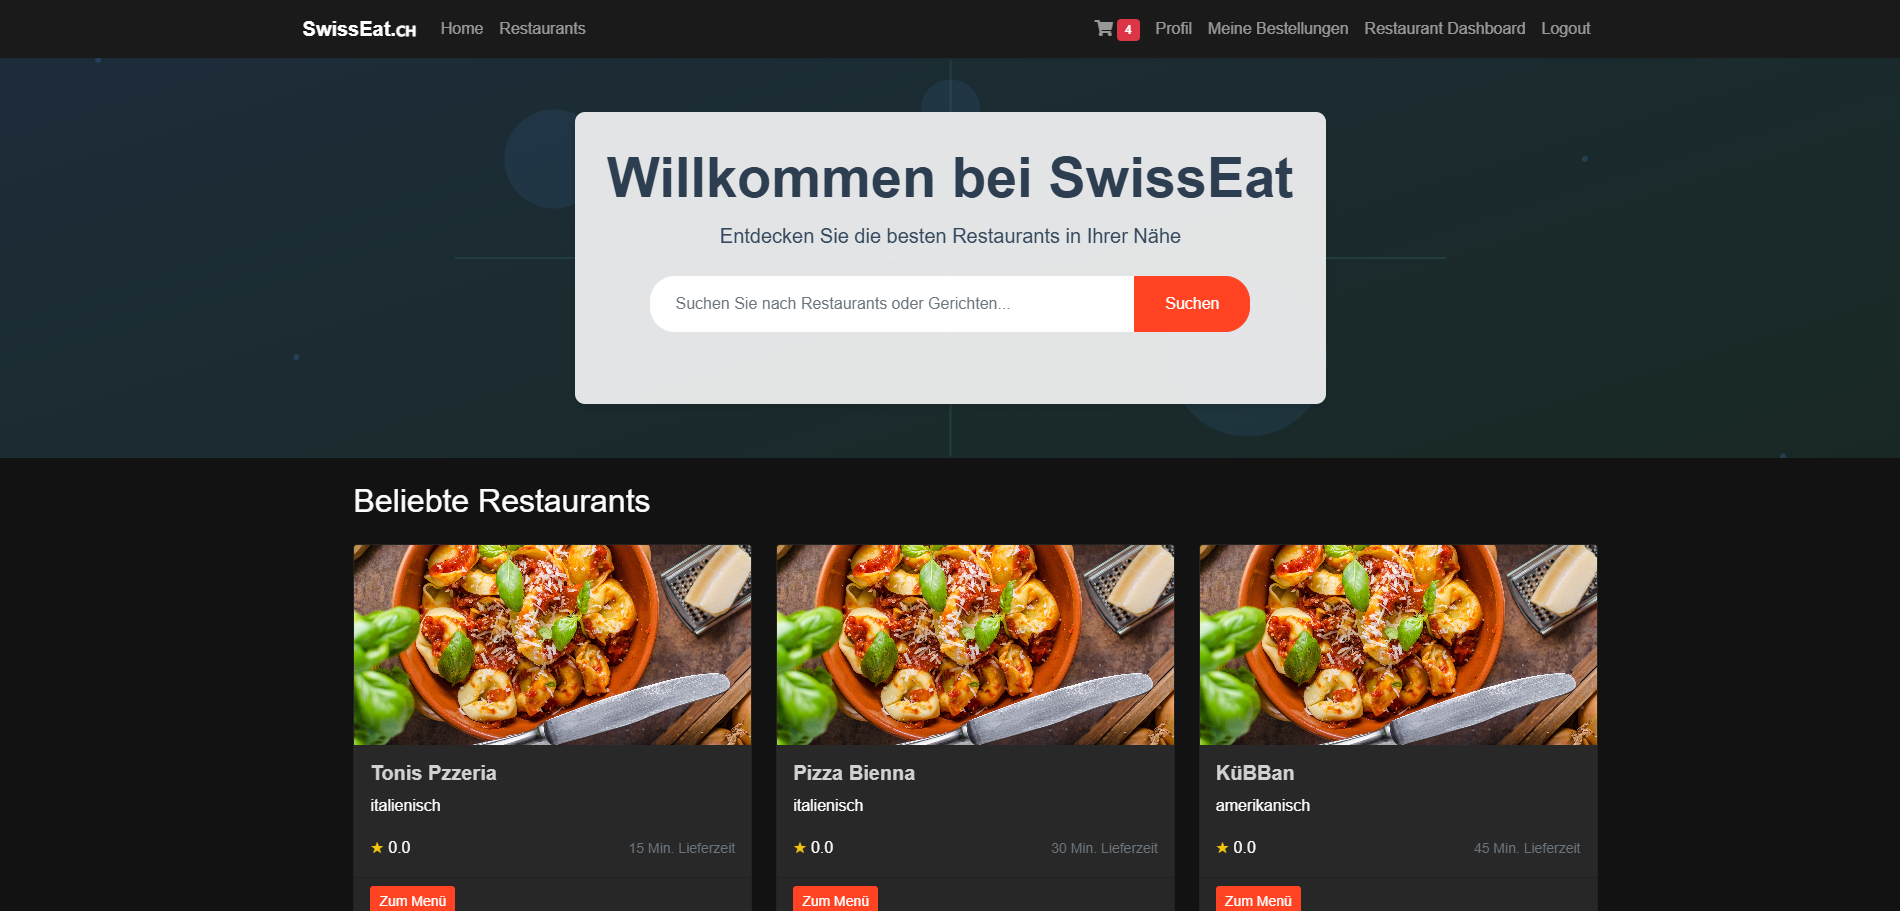 SwissEat.CH Home Restaurants 4 Profil Meine Bestellungen Restaurant Dashboard Logout
Willkommen bei SwissEat
Entdecken Sie die besten Restaurants in Ihrer Nähe
Suchen Sie nach Restaurants oder Gerichten... Suchen
Beliebte Restaurants
Tonis Pzzeria
italienisch
★ 0.0 15 Min. Lieferzeit
Zum Menü
Pizza Bienna
italienisch
★ 0.0 30 Min. Lieferzeit
Zum Menü
KüBBan
amerikanisch
★ 0.0 45 Min. Lieferzeit
Zum Menü